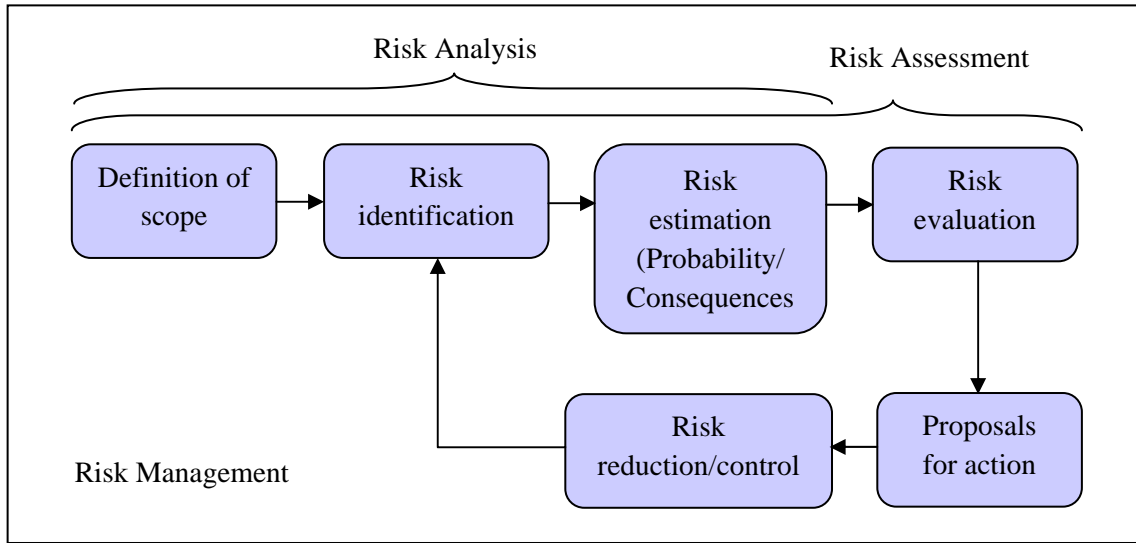 Risk Analysis
Risk Assessment
Definition of
scope
Risk
identification
Risk
estimation
(Probability/
Consequences
Risk
evaluation
Risk
reduction/control
Proposals
for action
Risk Management